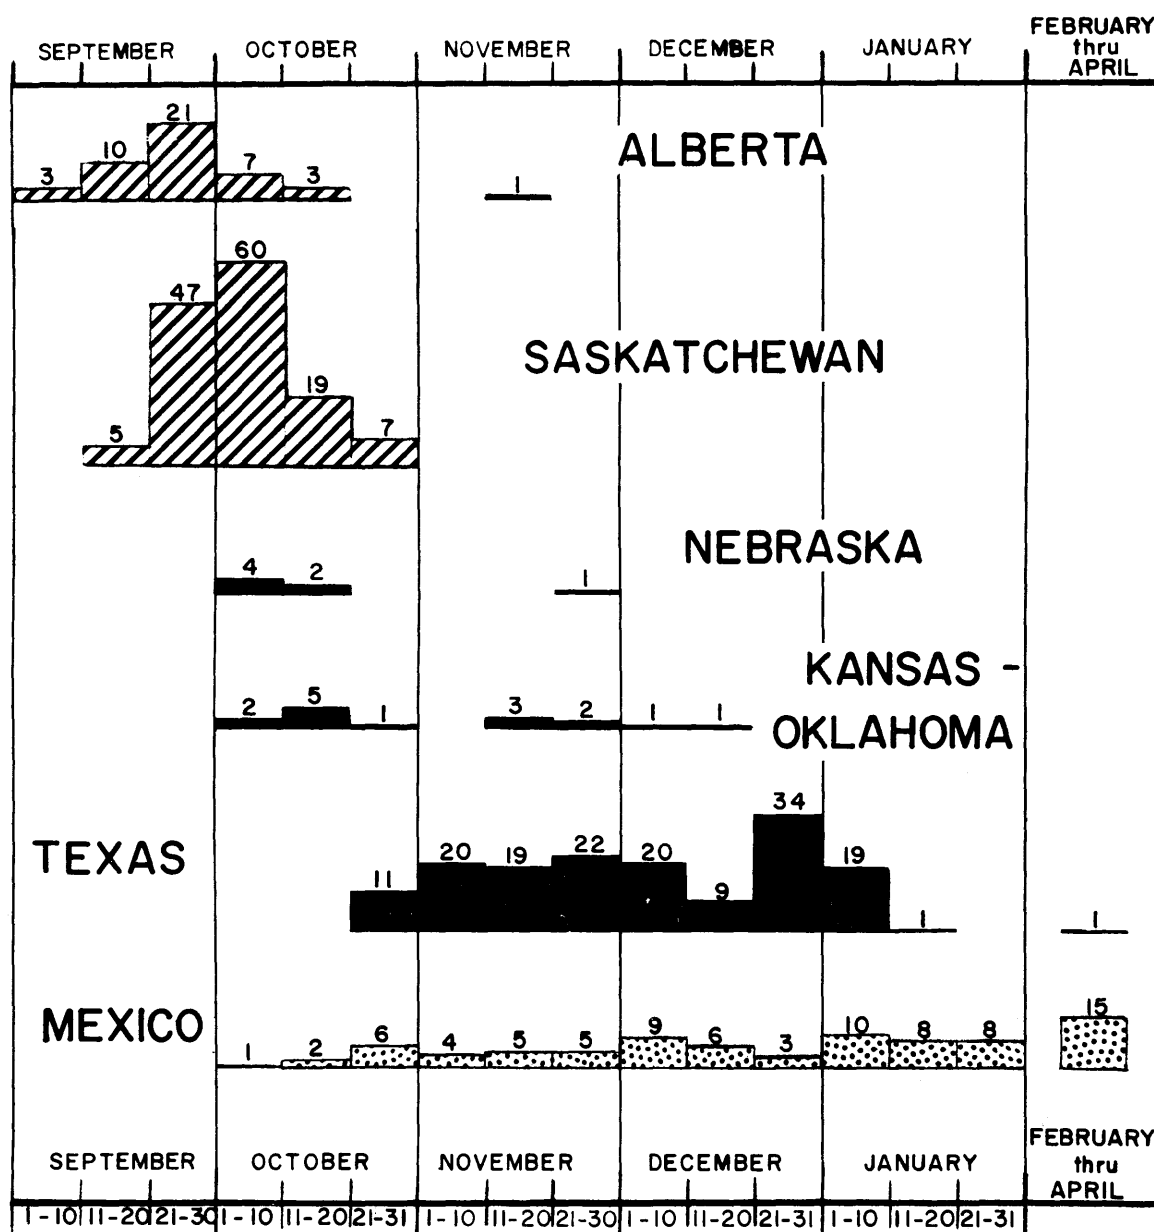 FEBRUARY
SEPTEMBER OCTOBER NOVEMBER DECEMBER JANUARY thru
APRIL
21
10 7
3 3 1
ALBERTA
60
47
19
5 7
SASKATCHEWAN
NEBRASKA
4 2 1
KANSAS -
2 5 1 3 2 1 1
OKLAHOMA
34
TEXAS
20 19 22 20 19
11 9 1 1
MEXICO
1 2 6 4 5 5 9 6 3 10 8 8 15
FEBRUARY
SEPTEMBER OCTOBER NOVEMBER DECEMBER JANUARY thru
APRIL
1-10 11-20 21-30 1-10 11-20 21-31 1-10 11-20 21-30 1-10 11-20 21-31 1-10 11-20 21-31